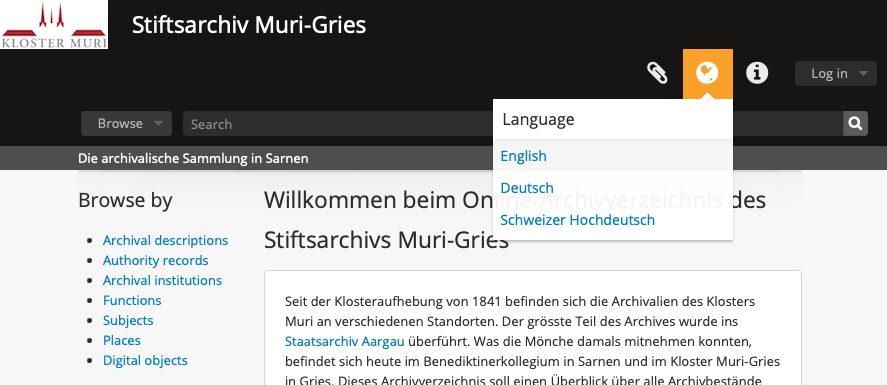 KLOSTER MURI
Stiftsarchiv Muri-Gries
Log in
Browse
Search
Language
English
Deutsch
Schweizer Hochdeutsch
Die archivalische Sammlung in Sarnen
Browse by
Archival descriptions
Authority records
Archival institutions
Functions
Subjects
Places
Digital objects
Willkommen beim Online-Archivverzeichnis des
Stiftsarchivs Muri-Gries
Seit der Klosteraufhebung von 1841 befinden sich die Archivalien des Klosters
Muri an verschiedenen Standorten. Der grösste Teil des Archives wurde ins
Staatsarchiv Aargau überführt. Was die Mönche damals mitnehmen konnten,
befindet sich heute im Benediktinerkollegium in Sarnen und im Kloster Muri-Gries
in Gries. Dieses Archivverzeichnis soll einen Überblick über alle Archivbestände